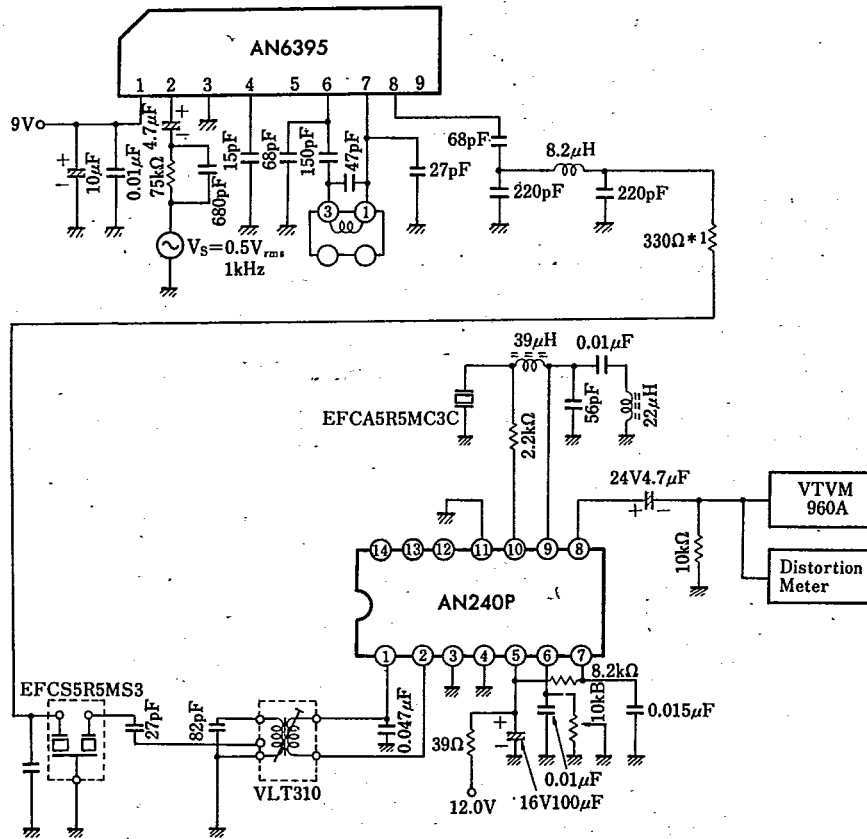 AN6395
1 2 3 4 5 6 7 8 9
9V
4.7μF
+
−
+
−
10μF
0.01μF
75kΩ
680pF
15pF
68pF
150pF
47pF
27pF
68pF
8.2μH
220pF
220pF
3 1
VS=0.5Vrms
1kHz
330Ω*1
39μH
0.01μF
EFCA5R5MC3C
2.2kΩ
56pF
22μH
24V4.7μF
+ −
VTVM
960A
10kΩ
Distortion
Meter
14 13 12 11 10 9 8
AN240P
1 2 3 4 5 6 7
8.2kΩ
EFCS5R5MS3
27pF
82pF
0.047μF
VLT310
39Ω
+
−
10kB
0.015μF
0.01μF
12.0V
16V100μF